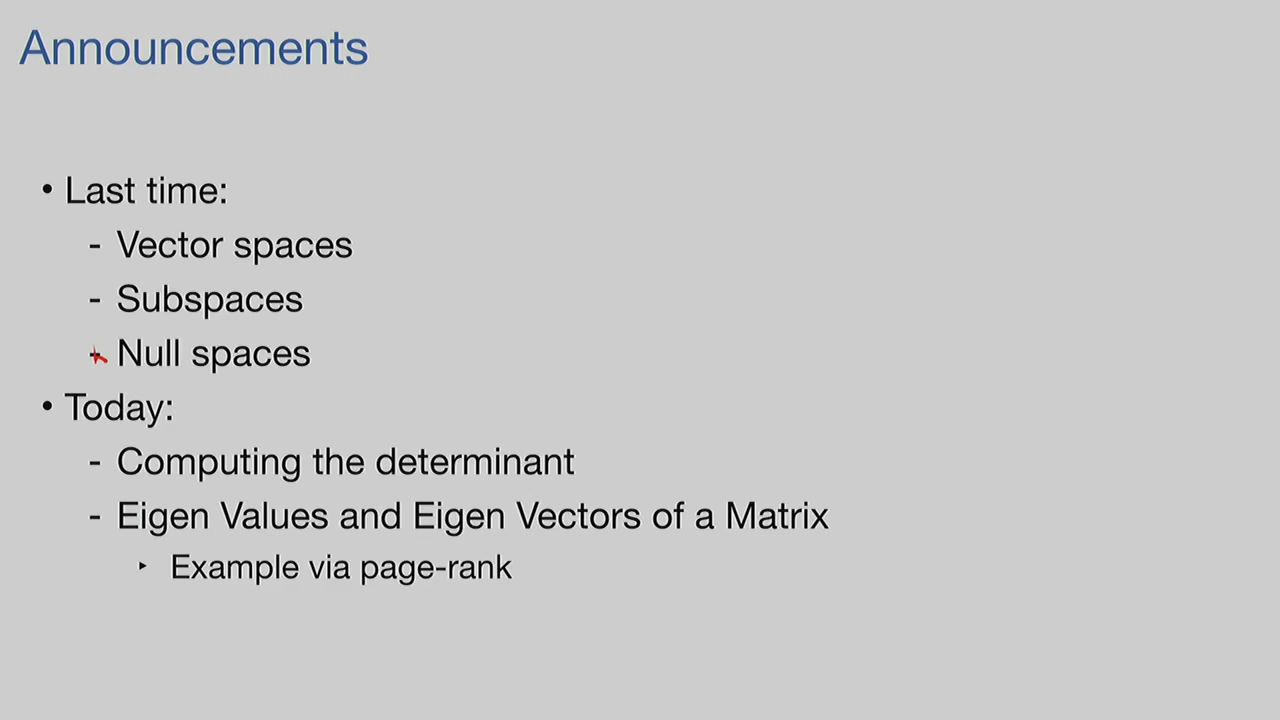 Announcements
• Last time:
- Vector spaces
- Subspaces
- Null spaces
• Today:
- Computing the determinant
- Eigen Values and Eigen Vectors of a Matrix
‣ Example via page-rank